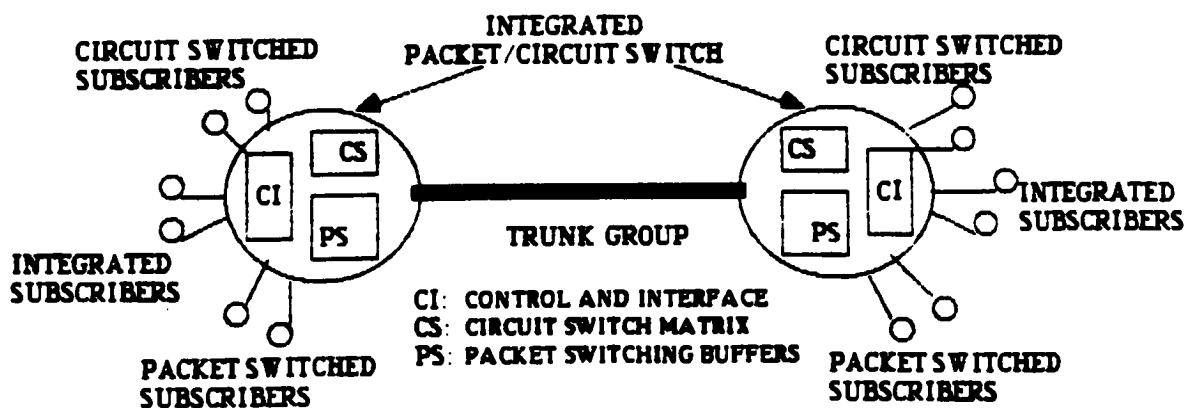 INTEGRATED
PACKET/CIRCUIT SWITCH
CIRCUIT SWITCHED
SUBSCRIBERS
CIRCUIT SWITCHED
SUBSCRIBERS
CS
CI
PS
CS
CI
PS
TRUNK GROUP
INTEGRATED
SUBSCRIBERS
INTEGRATED
SUBSCRIBERS
CI: CONTROL AND INTERFACE
CS: CIRCUIT SWITCH MATRIX
PS: PACKET SWITCHING BUFFERS
PACKET SWITCHED
SUBSCRIBERS
PACKET SWITCHED
SUBSCRIBERS